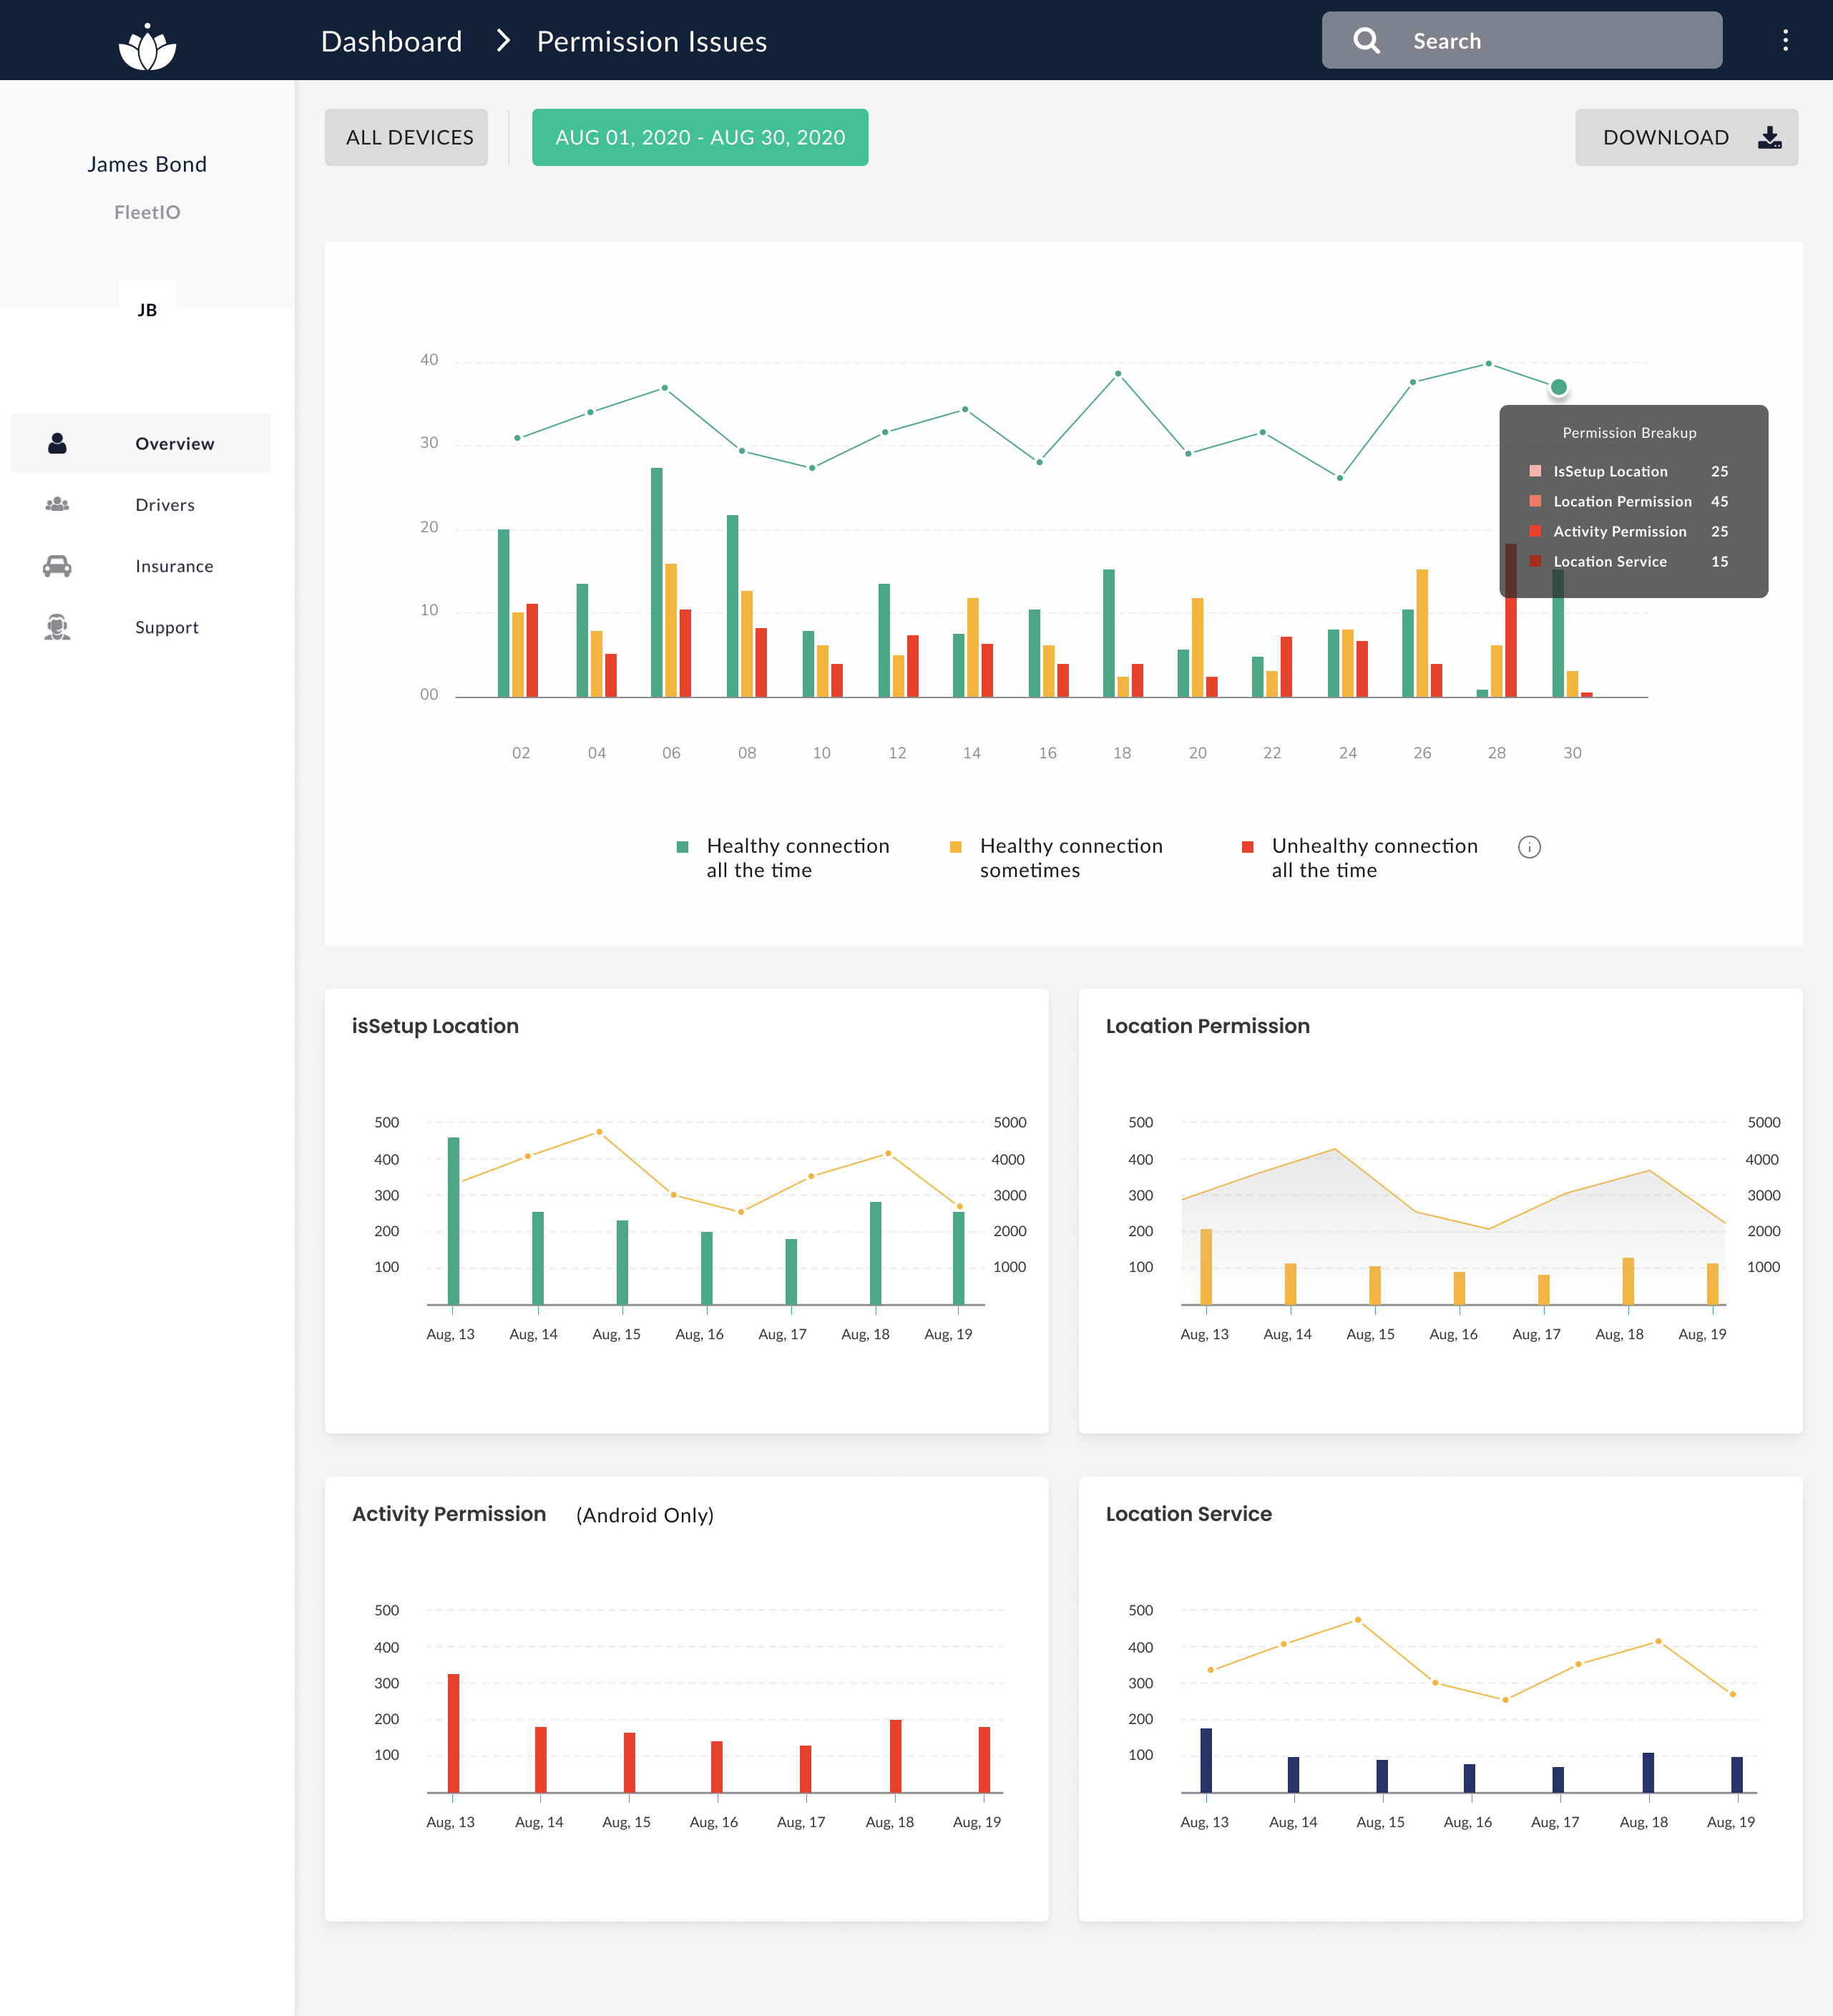 Dashboard
Permission Issues
Search
James Bond
FleetIO
JB
Overview
Drivers
Insurance
Support
ALL DEVICES
AUG 01, 2020 - AUG 30, 2020
DOWNLOAD
40
30
20
10
00
02 04 06 08 10 12 14 16 18 20 22 24 26 28 30
Permission Breakup
IsSetup Location 25
Location Permission 45
Activity Permission 25
Location Service 15
Healthy connection
all the time
Healthy connection
sometimes
Unhealthy connection
all the time
isSetup Location
500 5000
400 4000
300 3000
200 2000
100 1000
Aug, 13 Aug, 14 Aug, 15 Aug, 16 Aug, 17 Aug, 18 Aug, 19
Location Permission
500 5000
400 4000
300 3000
200 2000
100 1000
Aug, 13 Aug, 14 Aug, 15 Aug, 16 Aug, 17 Aug, 18 Aug, 19
Activity Permission (Android Only)
500
400
300
200
100
Aug, 13 Aug, 14 Aug, 15 Aug, 16 Aug, 17 Aug, 18 Aug, 19
Location Service
500
400
300
200
100
Aug, 13 Aug, 14 Aug, 15 Aug, 16 Aug, 17 Aug, 18 Aug, 19